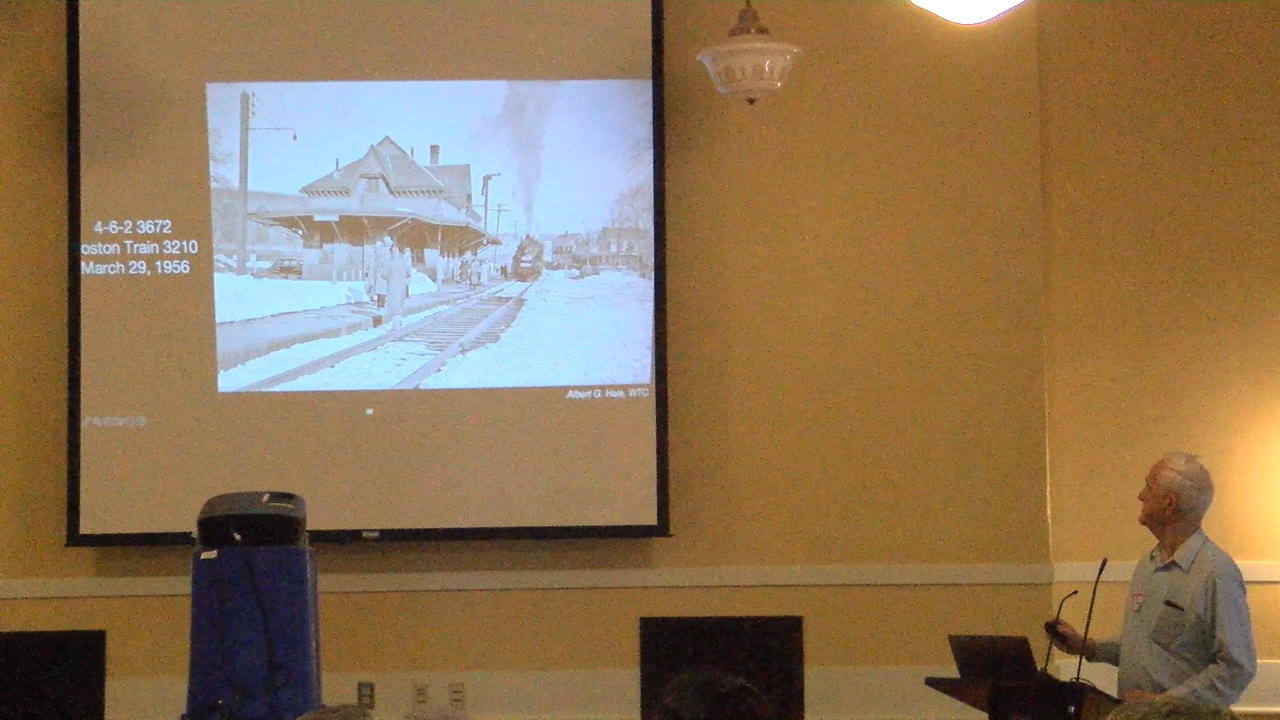 4-6-2 3672
oston Train 3210
March 29, 1956
Albert G. Hale, WTC